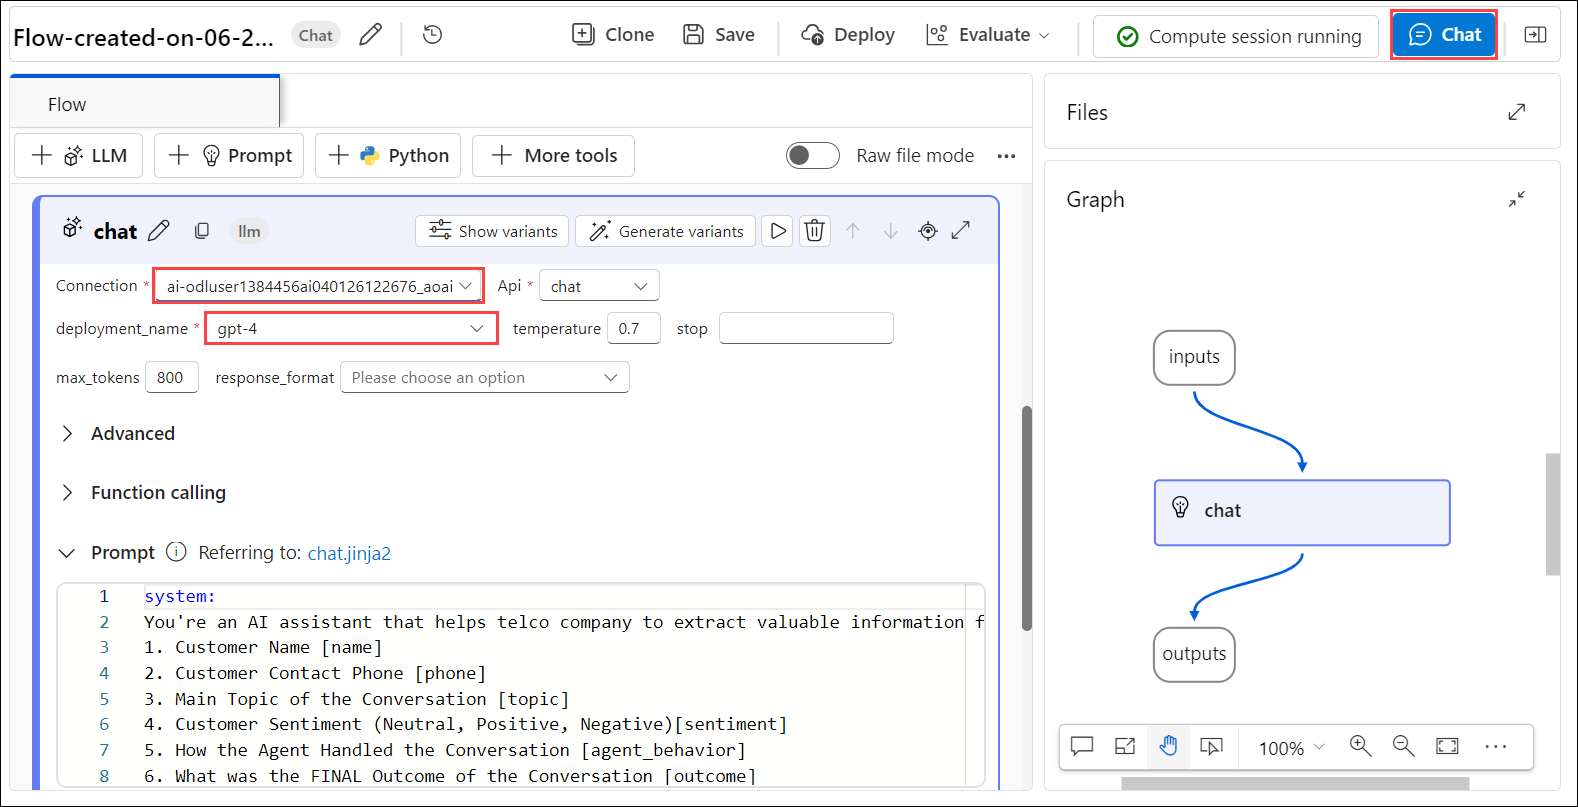 Flow-created-on-06-2... Chat Clone Save Deploy Evaluate Compute session running Chat
Flow
LLM Prompt Python More tools Raw file mode ...
chat llm Show variants Generate variants
Connection * ai-odluser1384456ai040126122676_aoai Api * chat
deployment_name * gpt-4 temperature 0.7 stop
max_tokens 800 response_format Please choose an option
Advanced
Function calling
Prompt Referring to: chat.jinja2
1 system:
2 You're an AI assistant that helps telco company to extract valuable information f
3 1. Customer Name [name]
4 2. Customer Contact Phone [phone]
5 3. Main Topic of the Conversation [topic]
6 4. Customer Sentiment (Neutral, Positive, Negative)[sentiment]
7 5. How the Agent Handled the Conversation [agent_behavior]
8 6. What was the FINAL Outcome of the Conversation [outcome]
Files
Graph
inputs
chat
outputs
100% ...